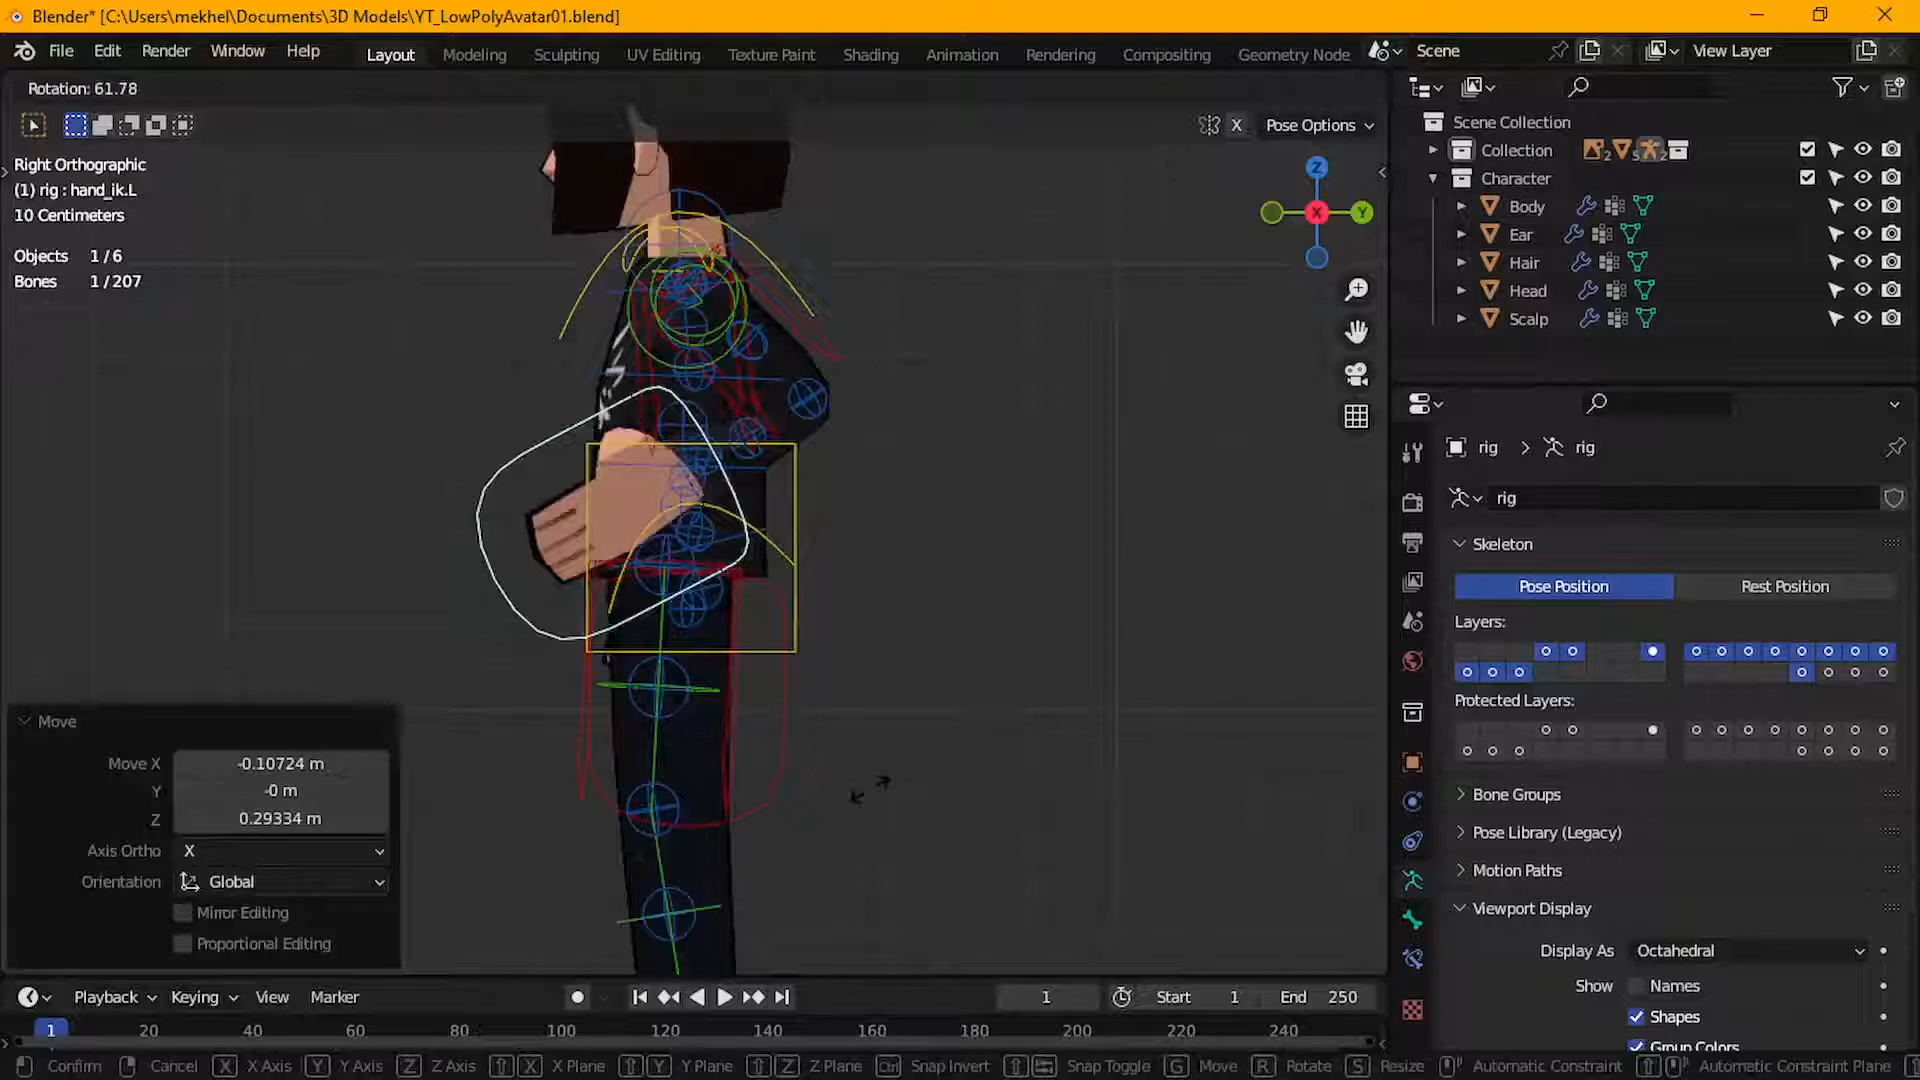 Blender* [C:\Users\mekhel\Documents\3D Models\YT_LowPolyAvatar01.blend]
File Edit Render Window Help Layout Modeling Sculpting UV Editing Texture Paint Shading Animation Rendering Compositing Geometry Node Scene View Layer
Rotation: 61.78
X Pose Options
Right Orthographic
(1) rig : hand_ik.L
10 Centimeters
Objects 1 / 6
Bones 1 / 207
Z
X
Y
Scene Collection
Collection 2 5 2
Character
Body
Ear
Hair
Head
Scalp
rig > rig
rig
Skeleton
Pose Position Rest Position
Layers:
Protected Layers:
Bone Groups
Pose Library (Legacy)
Motion Paths
Viewport Display
Display As Octahedral
Show Names
Shapes
Group Colors
Move
Move X -0.10724 m
Y -0 m
Z 0.29334 m
Axis Ortho X
Orientation Global
Mirror Editing
Proportional Editing
Playback Keying View Marker 1 Start 1 End 250
1 20 40 60 80 100 120 140 160 180 200 220 240
Confirm Cancel X X Axis Y Y Axis Z Z Axis X X Plane Y Y Plane Z Z Plane Ctrl Snap Invert Snap Toggle G Move R Rotate S Resize Automatic Constraint Automatic Constraint Plane